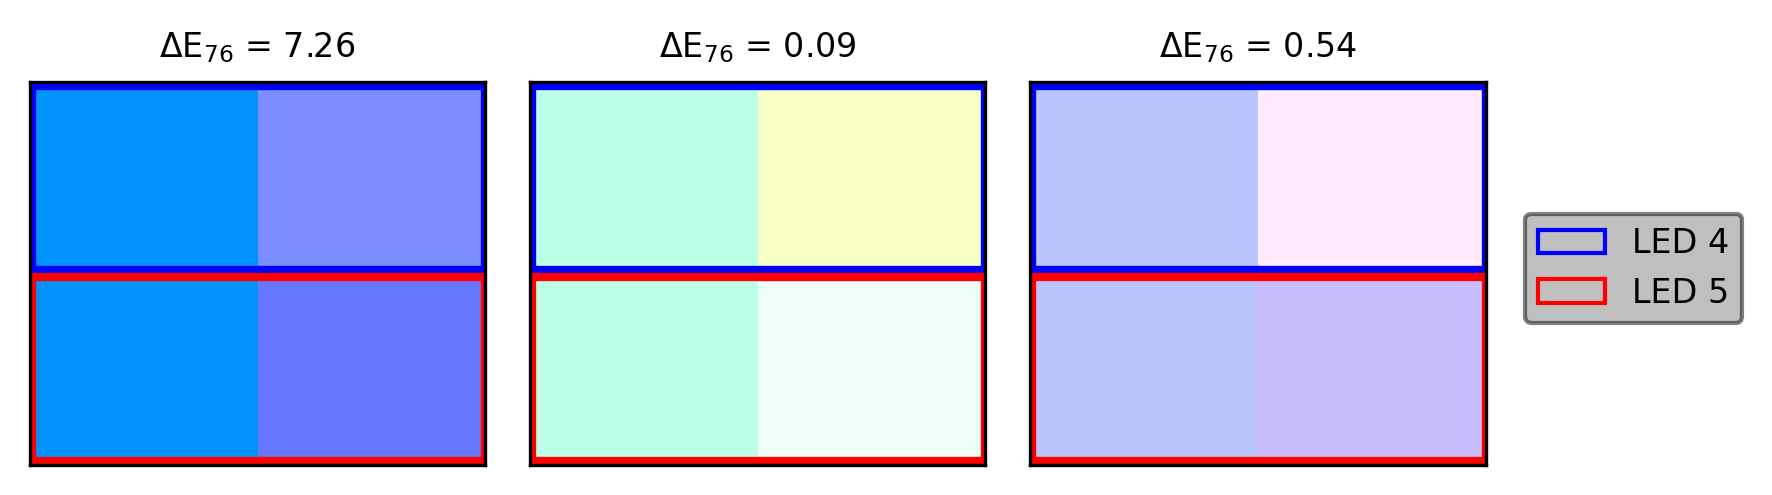 ΔE₇₆ = 7.26
ΔE₇₆ = 0.09
ΔE₇₆ = 0.54
LED 4
LED 5